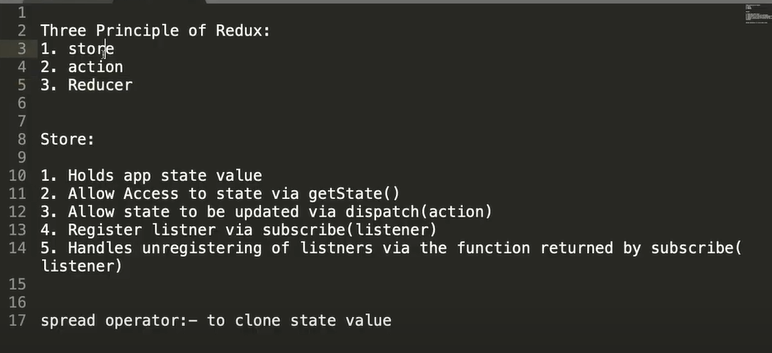 1
2 Three Principle of Redux:
3 1. store
4 2. action
5 3. Reducer
6
7
8 Store:
9
10 1. Holds app state value
11 2. Allow Access to state via getState()
12 3. Allow state to be updated via dispatch(action)
13 4. Register listner via subscribe(listener)
14 5. Handles unregistering of listners via the function returned by subscribe(
listener)
15
16
17 spread operator:– to clone state value